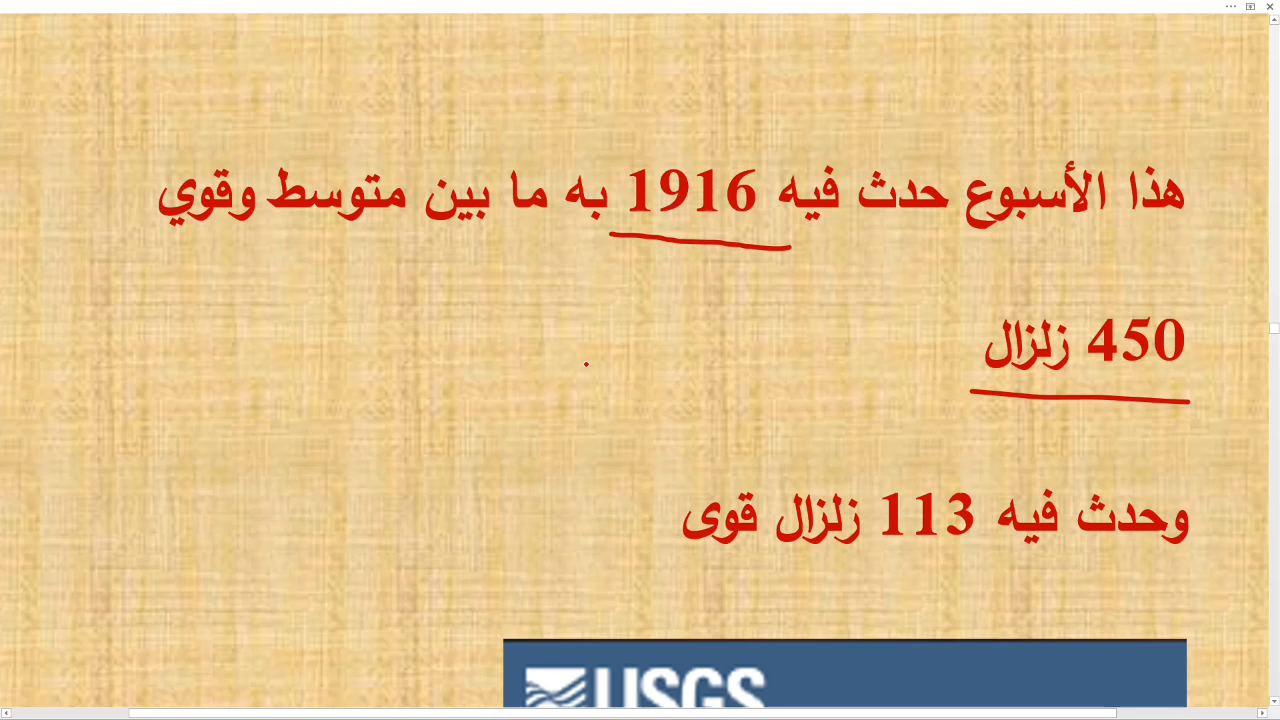 هذا الأسبوع حدث فيه 1916 به ما بين متوسط وقوي
450 زلزال
وحدث فيه 113 زلزال قوى
USGS